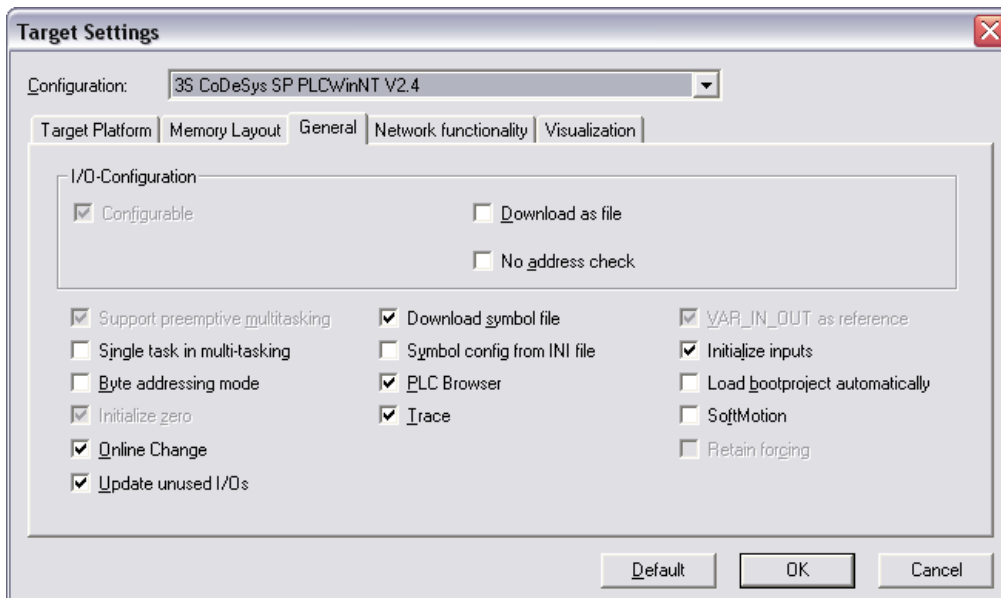 Target Settings
Configuration: 3S CoDeSys SP PLCWinNT V2.4
Target Platform Memory Layout General Network functionality Visualization
I/O-Configuration
Configurable Download as file
No address check
Support preemptive multitasking Download symbol file VAR_IN_OUT as reference
Single task in multi-tasking Symbol config from INI file Initialize inputs
Byte addressing mode PLC Browser Load bootproject automatically
Initialize zero Trace SoftMotion
Online Change Retain forcing
Update unused I/Os
Default OK Cancel